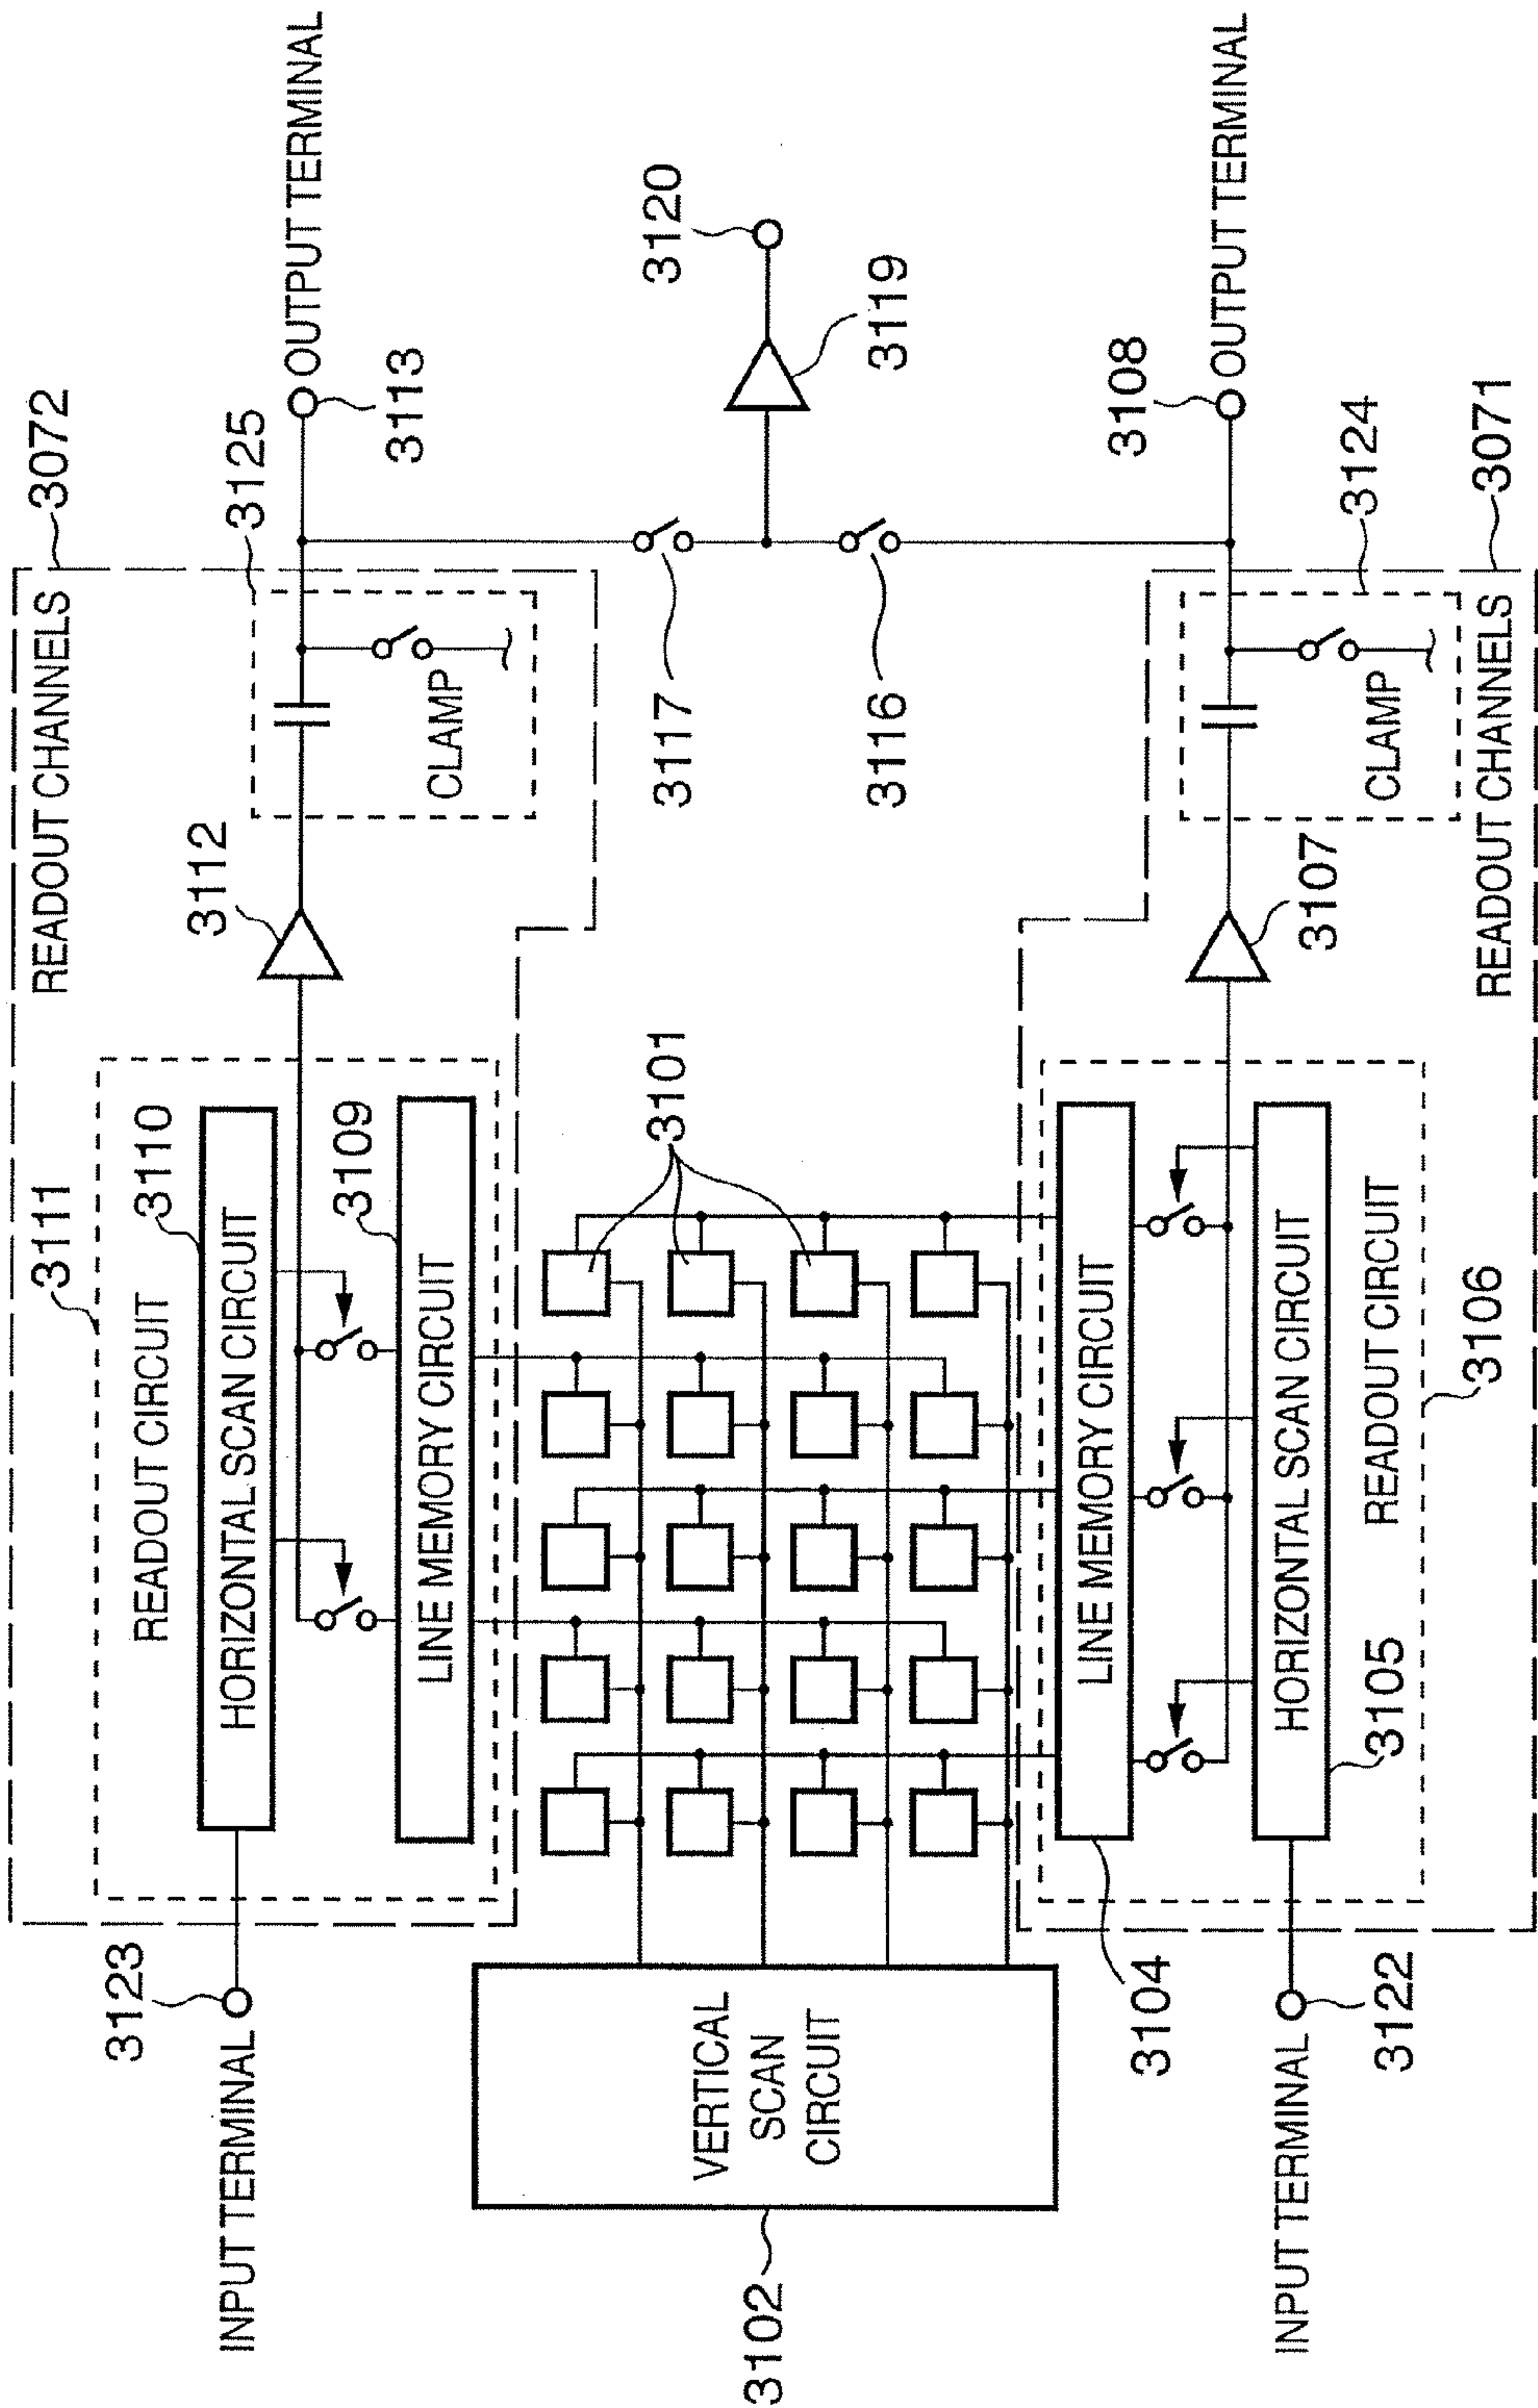 READOUT CHANNELS
3072
3111
READOUT CIRCUIT
3110
HORIZONTAL SCAN CIRCUIT
3109
LINE MEMORY CIRCUIT
3123
INPUT TERMINAL
3112
3125
CLAMP
3113
OUTPUT TERMINAL
3101
3117
3116
3120
3119
VERTICAL
SCAN
CIRCUIT
3102
LINE MEMORY CIRCUIT
3104
HORIZONTAL SCAN CIRCUIT
3105
READOUT CIRCUIT
3106
INPUT TERMINAL
3122
3107
CLAMP
3124
3108
OUTPUT TERMINAL
READOUT CHANNELS
3071